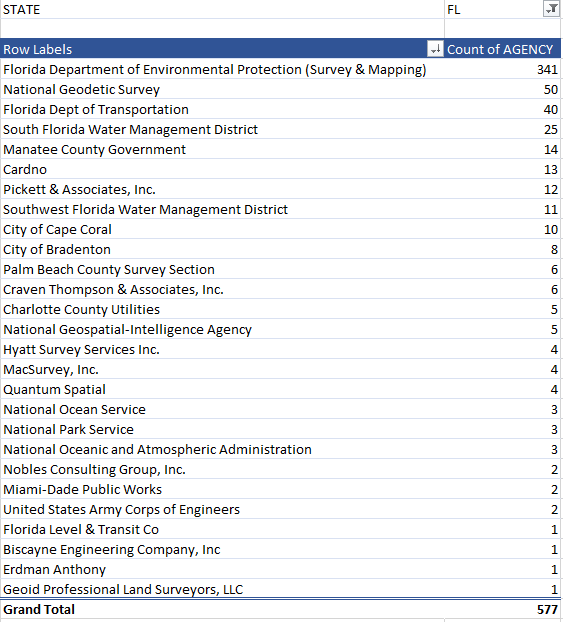 STATE FL
Row Labels Count of AGENCY
Florida Department of Environmental Protection (Survey & Mapping) 341
National Geodetic Survey 50
Florida Dept of Transportation 40
South Florida Water Management District 25
Manatee County Government 14
Cardno 13
Pickett & Associates, Inc. 12
Southwest Florida Water Management District 11
City of Cape Coral 10
City of Bradenton 8
Palm Beach County Survey Section 6
Craven Thompson & Associates, Inc. 6
Charlotte County Utilities 5
National Geospatial-Intelligence Agency 5
Hyatt Survey Services Inc. 4
MacSurvey, Inc. 4
Quantum Spatial 4
National Ocean Service 3
National Park Service 3
National Oceanic and Atmospheric Administration 3
Nobles Consulting Group, Inc. 2
Miami-Dade Public Works 2
United States Army Corps of Engineers 2
Florida Level & Transit Co 1
Biscayne Engineering Company, Inc 1
Erdman Anthony 1
Geoid Professional Land Surveyors, LLC 1
Grand Total 577